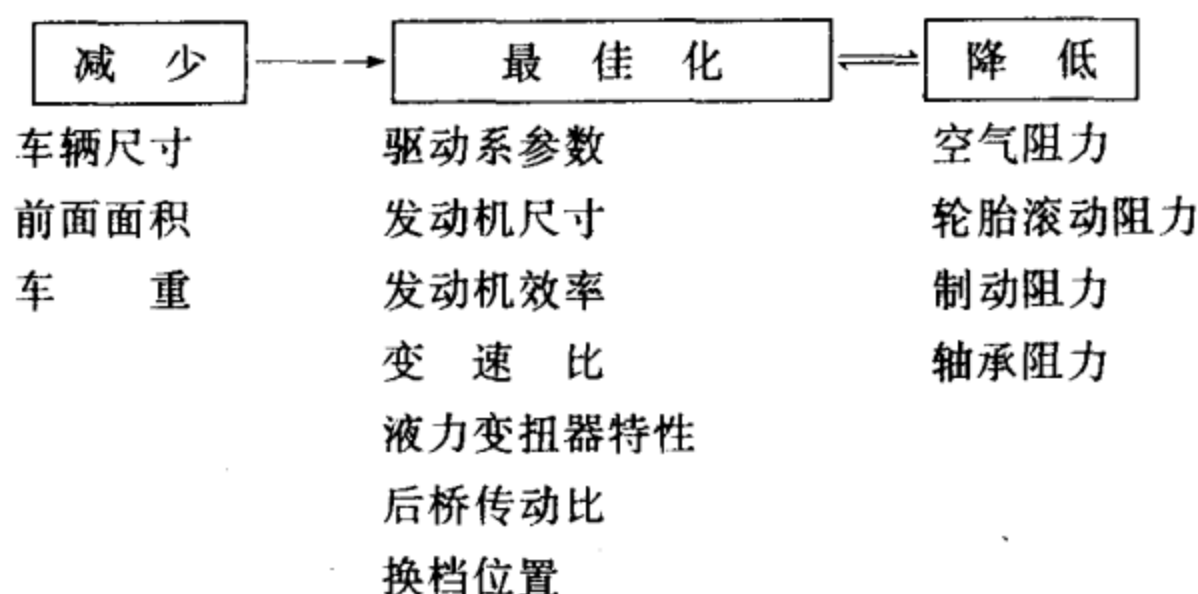 减 少
最 佳 化
降 低
车辆尺寸
前面面积
车 重
驱动系参数
发动机尺寸
发动机效率
变 速 比
液力变扭器特性
后桥传动比
换档位置
空气阻力
轮胎滚动阻力
制动阻力
轴承阻力